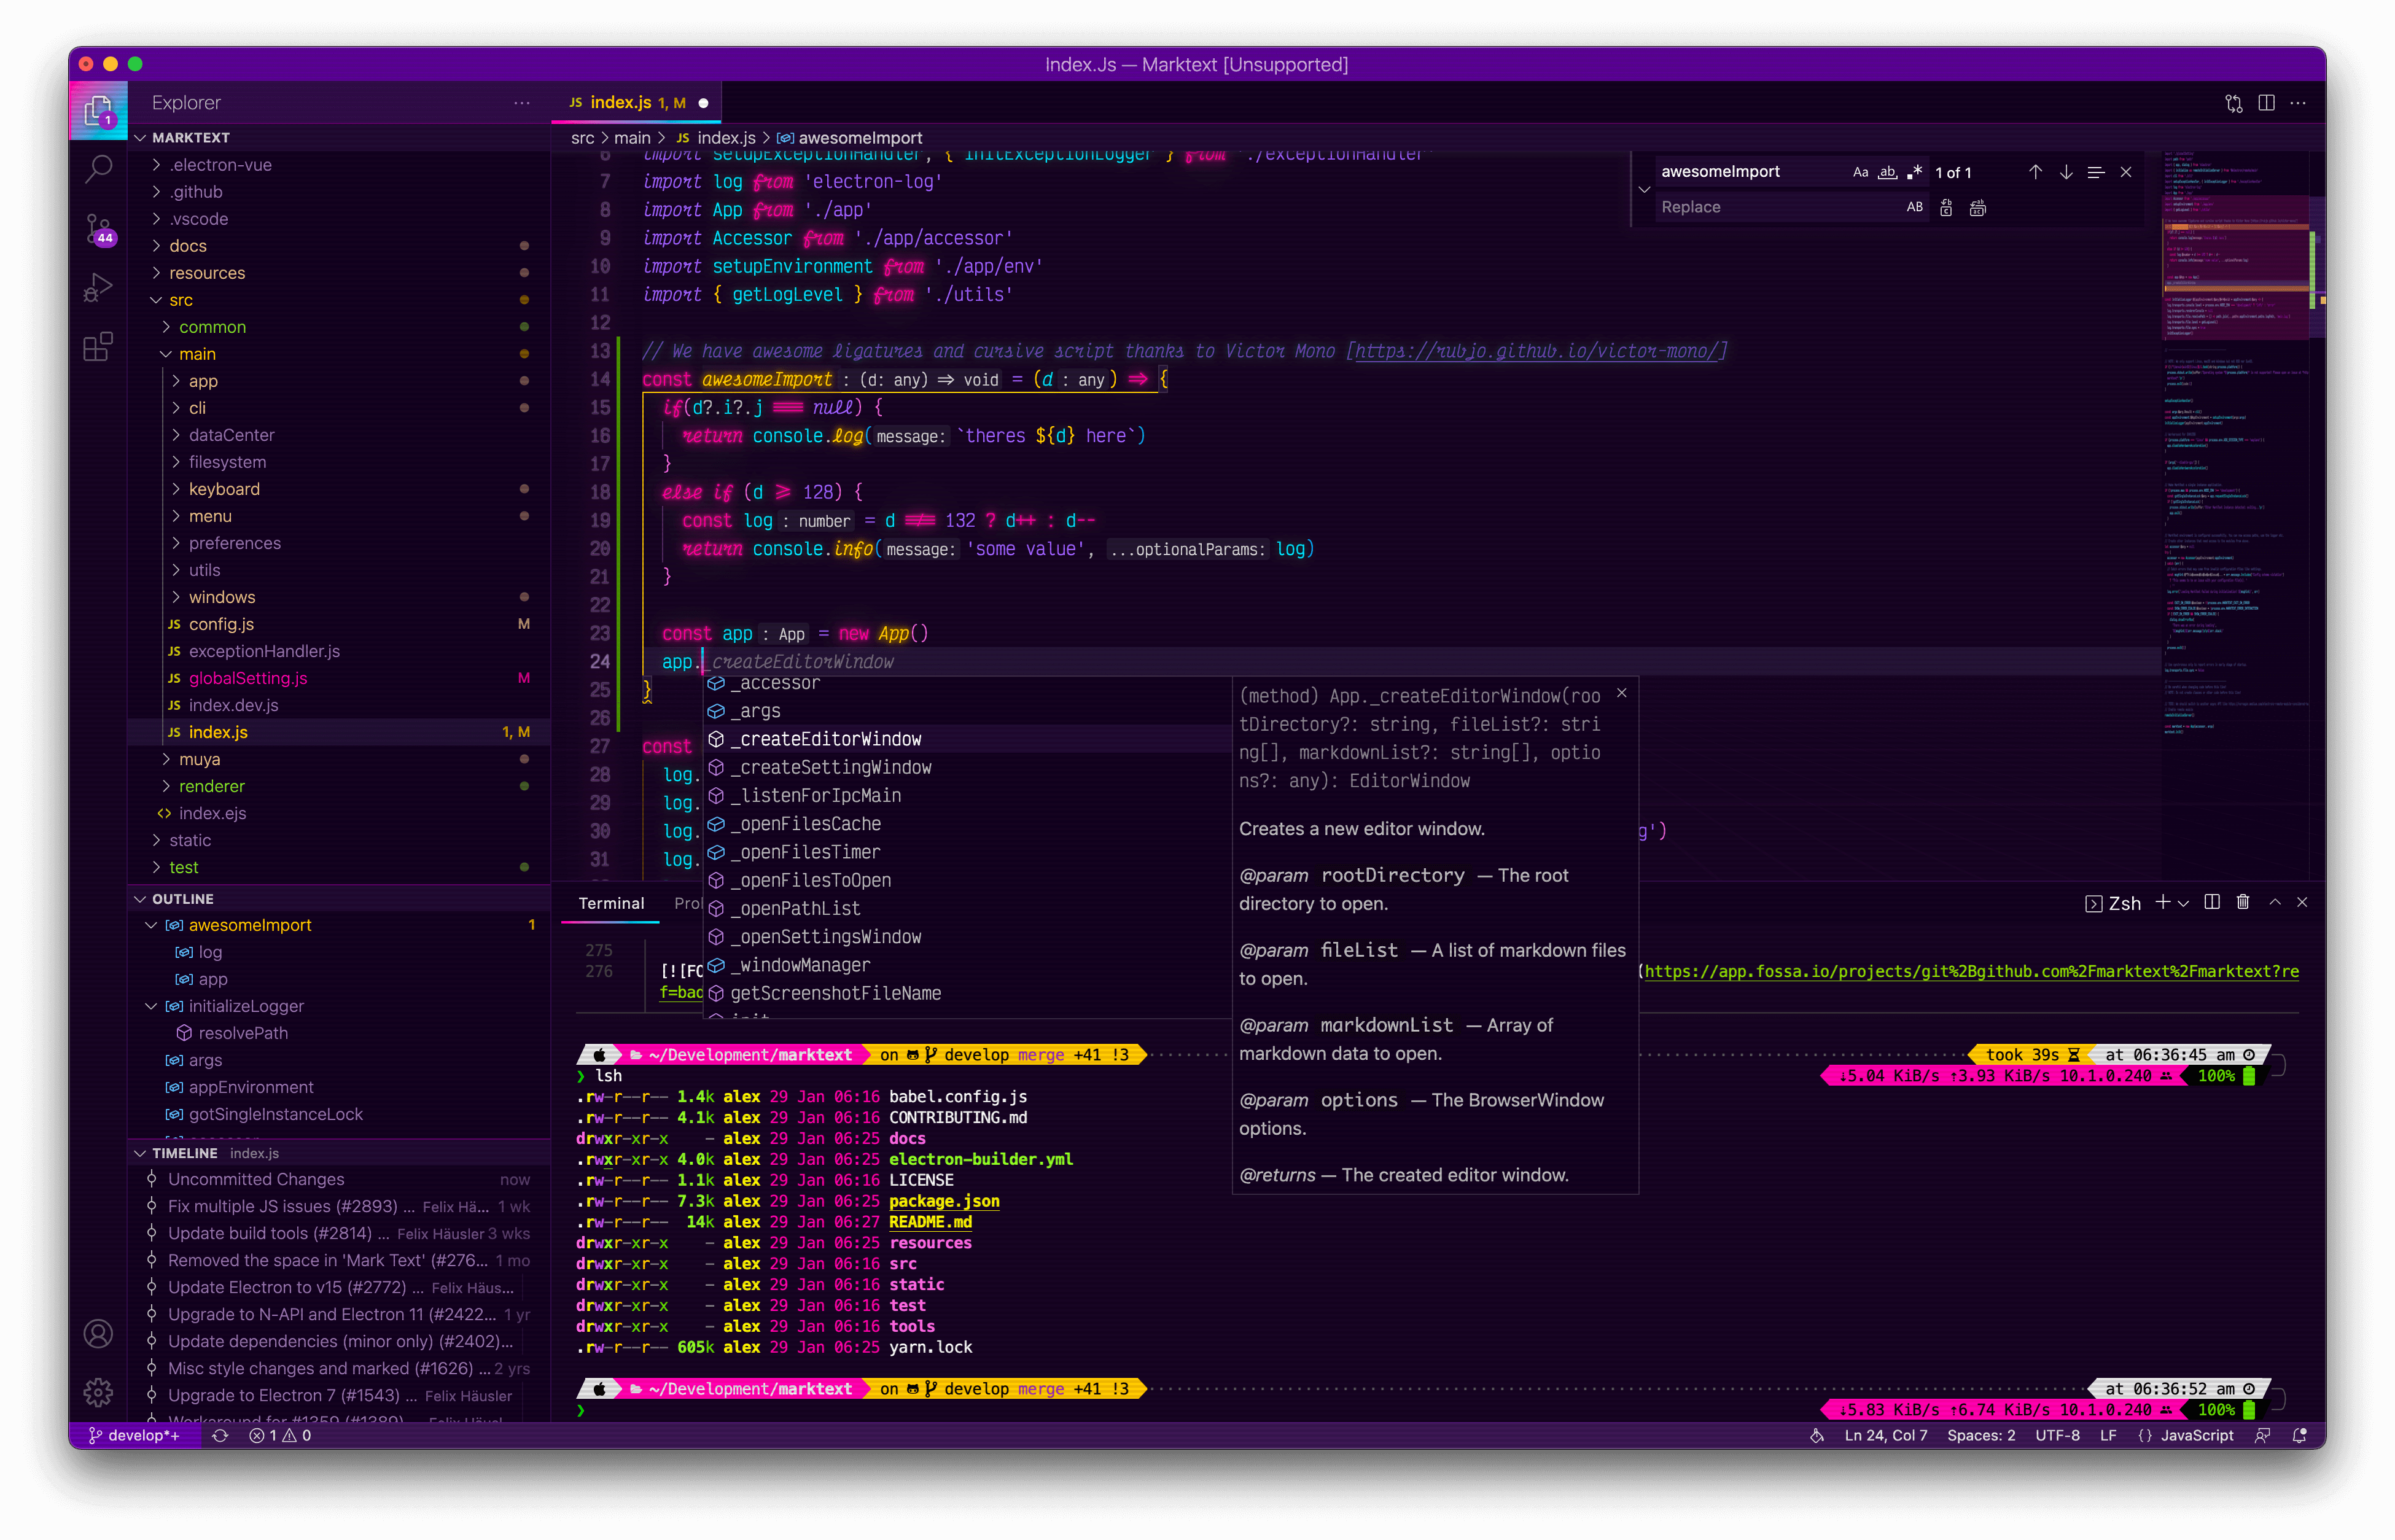 Index.Js — Marktext [Unsupported]
Explorer
1
44
MARKTEXT
.electron-vue
.github
.vscode
docs
resources
src
common
main
app
cli
dataCenter
filesystem
keyboard
menu
preferences
utils
windows
JS config.js M
JS exceptionHandler.js
JS globalSetting.js M
JS index.dev.js
JS index.js 1, M
muya
renderer
index.ejs
static
test
OUTLINE
awesomeImport 1
log
app
initializeLogger
resolvePath
args
appEnvironment
gotSingleInstanceLock
TIMELINE index.js
Uncommitted Changes now
Fix multiple JS issues (#2893) ... Felix Hä... 1 wk
Update build tools (#2814) ... Felix Häusler 3 wks
Removed the space in 'Mark Text' (#276... 1 mo
Update Electron to v15 (#2772) ... Felix Häus...
Upgrade to N-API and Electron 11 (#2422... 1 yr
Update dependencies (minor only) (#2402)...
Misc style changes and marked (#1626) ... 2 yrs
Upgrade to Electron 7 (#1543) ... Felix Häusler
Workaround for #1359 (#1389) ... Felix Häusl
JS index.js 1, M
src > main > JS index.js > awesomeImport
6 import setupExceptionHandler, { initExceptionLogger } from './exceptionHandler'
7 import log from 'electron-log'
8 import App from './app'
9 import Accessor from './app/accessor'
10 import setupEnvironment from './app/env'
11 import { getLogLevel } from './utils'
12
13 // We have awesome ligatures and cursive script thanks to Victor Mono [https://rubjo.github.io/victor-mono/]
14 const awesomeImport : (d: any) => void = (d : any) => {
15 if(d?.i?.j === null) {
16 return console.log(message: `theres ${d} here`)
17 }
18 else if (d >= 128) {
19 const log : number = d !== 132 ? d++ : d--
20 return console.info(message: 'some value', ...optionalParams: log)
21 }
22
23 const app : App = new App()
24 app._createEditorWindow
25 }
26
27 const
28 log.
29 log.
30 log. g')
31 log.
awesomeImport Aa ab .* 1 of 1
Replace AB
_accessor
_args
_createEditorWindow
_createSettingWindow
_listenForIpcMain
_openFilesCache
_openFilesTimer
_openFilesToOpen
_openPathList
_openSettingsWindow
_windowManager
getScreenshotFileName
init
(method) App._createEditorWindow(roo
tDirectory?: string, fileList?: stri
ng[], markdownList?: string[], optio
ns?: any): EditorWindow
Creates a new editor window.
@param rootDirectory — The root
directory to open.
@param fileList — A list of markdown files
to open.
@param markdownList — Array of
markdown data to open.
@param options — The BrowserWindow
options.
@returns — The created editor window.
Terminal Pro
Zsh
275
276 [![FO (https://app.fossa.io/projects/git%2Bgithub.com%2Fmarktext%2Fmarktext?re
f=bad
~/Development/marktext on develop merge +41 !3 took 39s at 06:36:45 am
❯ lsh ↓5.04 KiB/s ↑3.93 KiB/s 10.1.0.240 100%
.rw-r--r-- 1.4k alex 29 Jan 06:16 babel.config.js
.rw-r--r-- 4.1k alex 29 Jan 06:16 CONTRIBUTING.md
drwxr-xr-x - alex 29 Jan 06:25 docs
.rwxr-xr-x 4.0k alex 29 Jan 06:25 electron-builder.yml
.rw-r--r-- 1.1k alex 29 Jan 06:16 LICENSE
.rw-r--r-- 7.3k alex 29 Jan 06:25 package.json
.rw-r--r-- 14k alex 29 Jan 06:27 README.md
drwxr-xr-x - alex 29 Jan 06:25 resources
drwxr-xr-x - alex 29 Jan 06:16 src
drwxr-xr-x - alex 29 Jan 06:16 static
drwxr-xr-x - alex 29 Jan 06:16 test
drwxr-xr-x - alex 29 Jan 06:16 tools
.rw-r--r-- 605k alex 29 Jan 06:25 yarn.lock
~/Development/marktext on develop merge +41 !3 at 06:36:52 am
❯ ↓5.83 KiB/s ↑6.74 KiB/s 10.1.0.240 100%
develop*+ 1 0 Ln 24, Col 7 Spaces: 2 UTF-8 LF {} JavaScript